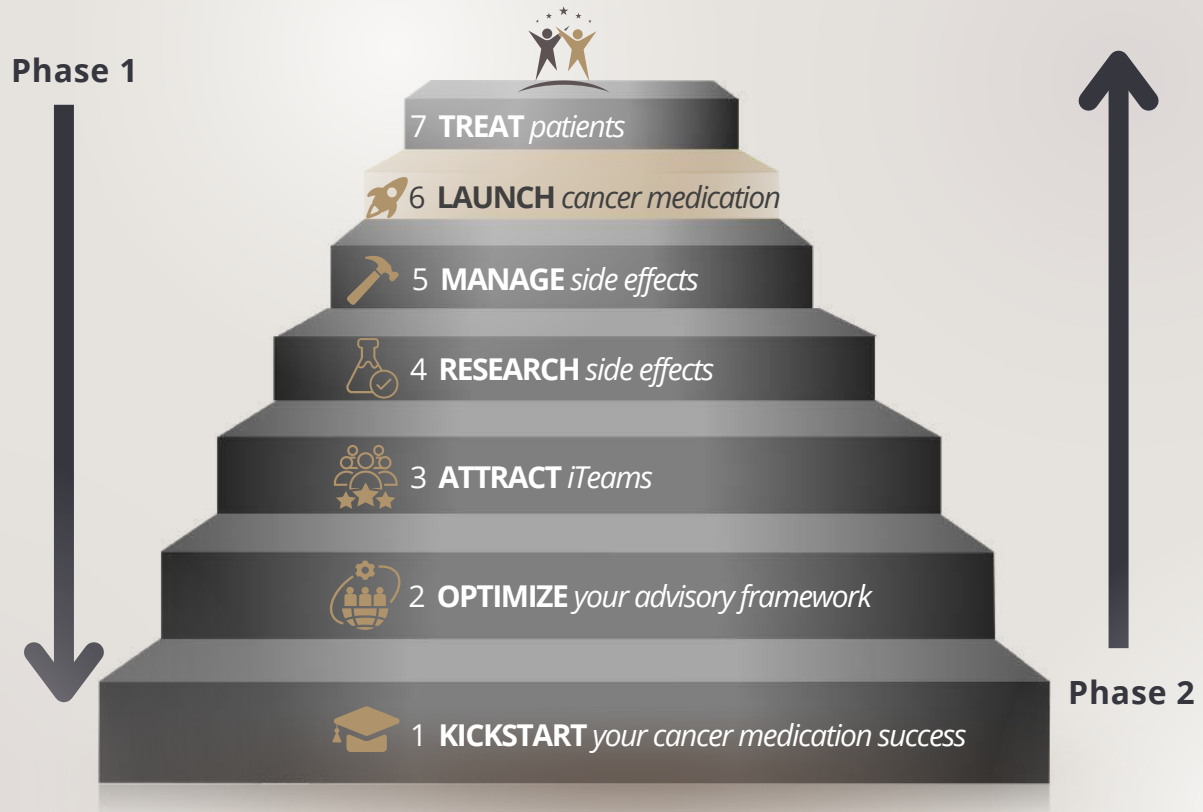 Phase 1
7 TREAT patients
6 LAUNCH cancer medication
5 MANAGE side effects
4 RESEARCH side effects
3 ATTRACT iTeams
2 OPTIMIZE your advisory framework
Phase 2
1 KICKSTART your cancer medication success